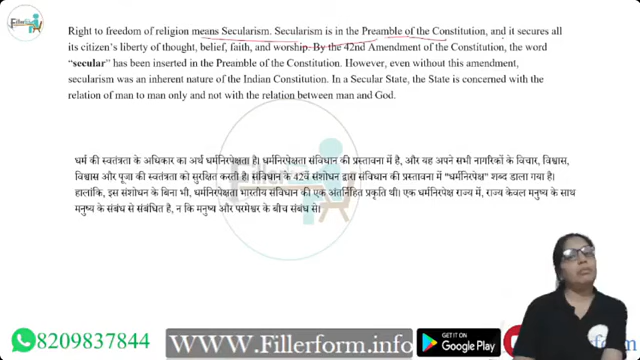 Right to freedom of religion means Secularism. Secularism is in the Preamble of the Constitution, and it secures all
its citizen's liberty of thought, belief, faith, and worship. By the 42nd Amendment of the Constitution, the word
"secular" has been inserted in the Preamble of the Constitution. However, even without this amendment,
secularism was an inherent nature of the Indian Constitution. In a Secular State, the State is concerned with the
relation of man to man only and not with the relation between man and God.
धर्म की स्वतंत्रता के अधिकार का अर्थ धर्मनिरपेक्षता है। धर्मनिरपेक्षता संविधान की प्रस्तावना में है, और यह अपने सभी नागरिकों के विचार, विश्वास,
विश्वास और पूजा की स्वतंत्रता को सुरक्षित करती है। संविधान के 42वें संशोधन द्वारा संविधान की प्रस्तावना में "धर्मनिरपेक्ष" शब्द डाला गया है।
हालांकि, इस संशोधन के बिना भी, धर्मनिरपेक्षता भारतीय संविधान की एक अंतर्निहित प्रकृति थी। एक धर्मनिरपेक्ष राज्य में, राज्य केवल मनुष्य के साथ
मनुष्य के संबंध से संबंधित है, न कि मनुष्य और परमेश्वर के बीच संबंध से।
8209837844 www.Fillerform.info GET IT ON Google Play